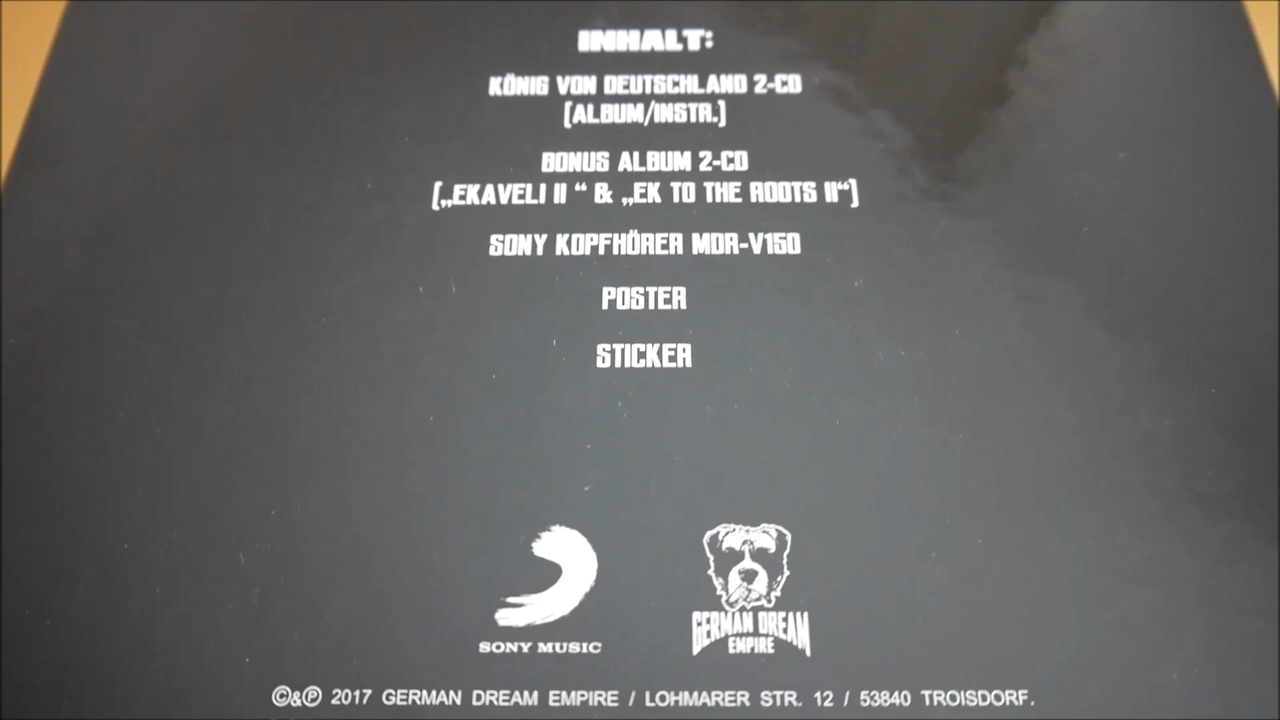 INHALT:
KÖNIG VON DEUTSCHLAND 2-CD
[ALBUM/INSTR.]
BONUS ALBUM 2-CD
[„EKAVELI II “ & „EK TO THE ROOTS II“]
SONY KOPFHÖRER MDR-V150
POSTER
STICKER
SONY MUSIC
GERMAN DREAM
EMPIRE
©&℗ 2017 GERMAN DREAM EMPIRE / LOHMARER STR. 12 / 53840 TROISDORF.